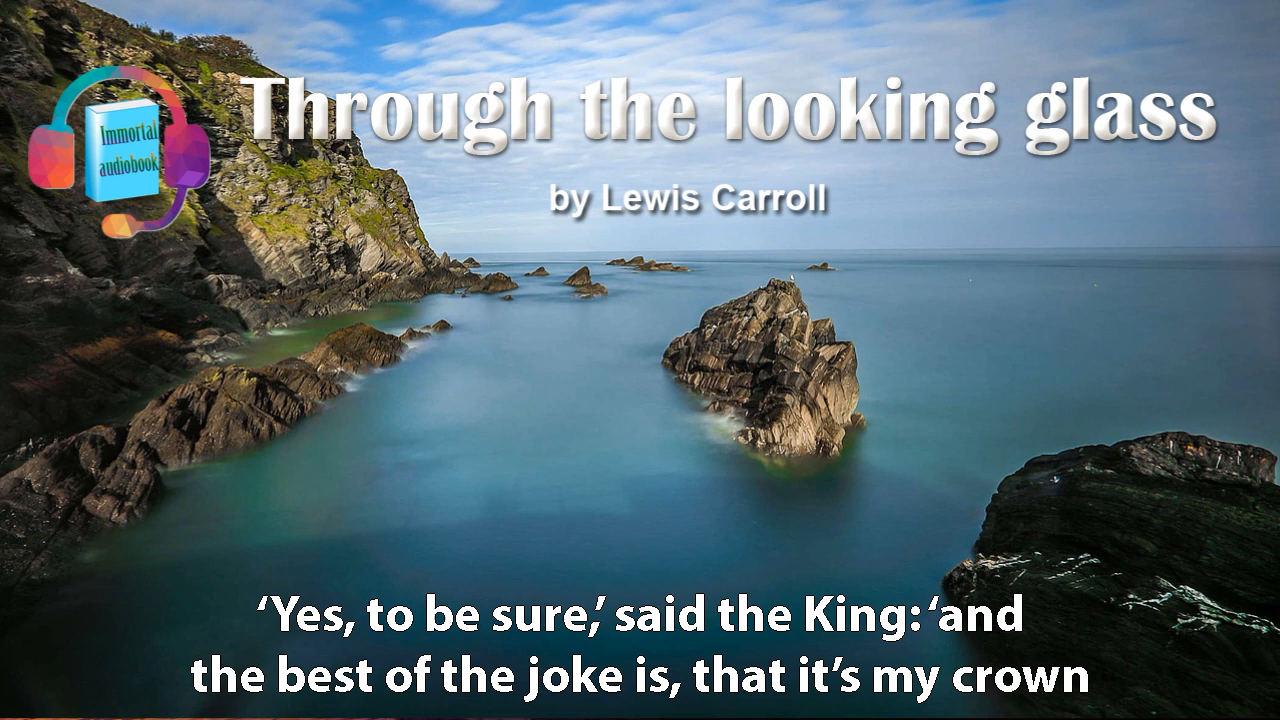 Through the looking glass
Immortal
audiobook
by Lewis Carroll
‘Yes, to be sure,’ said the King: ‘and
the best of the joke is, that it’s my crown